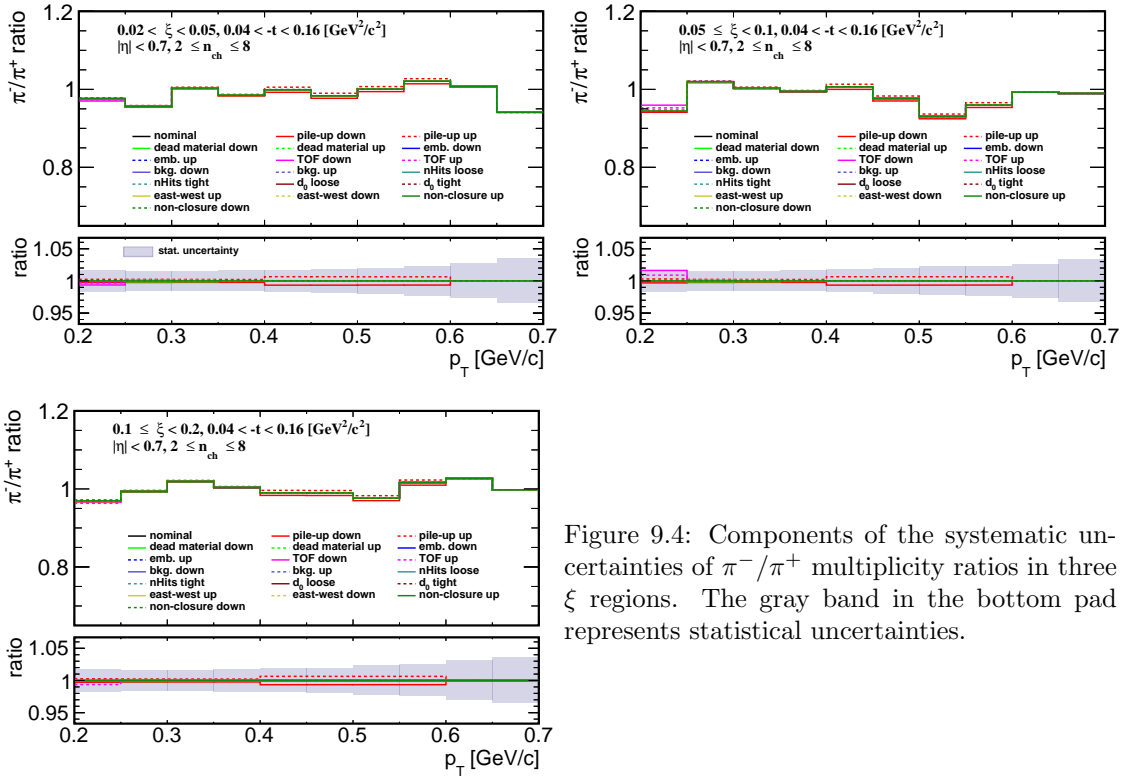 1.2
0.02 < ξ < 0.05, 0.04 < -t < 0.16 [GeV²/c²]
|η| < 0.7, 2 ≤ n_ch ≤ 8
π⁻/π⁺ ratio
1
0.8
nominal pile-up down pile-up up
dead material down dead material up emb. down
emb. up TOF down TOF up
bkg. down bkg. up nHits loose
nHits tight d₀ loose d₀ tight
east-west up east-west down non-closure up
non-closure down
ratio
1.05
1
0.95
stat. uncertainty
0.2 0.3 0.4 0.5 0.6 0.7
p_T [GeV/c]
1.2
0.05 ≤ ξ < 0.1, 0.04 < -t < 0.16 [GeV²/c²]
|η| < 0.7, 2 ≤ n_ch ≤ 8
π⁻/π⁺ ratio
1
0.8
nominal pile-up down pile-up up
dead material down dead material up emb. down
emb. up TOF down TOF up
bkg. down bkg. up nHits loose
nHits tight d₀ loose d₀ tight
east-west up east-west down non-closure up
non-closure down
ratio
1.05
1
0.95
0.2 0.3 0.4 0.5 0.6 0.7
p_T [GeV/c]
1.2
0.1 ≤ ξ < 0.2, 0.04 < -t < 0.16 [GeV²/c²]
|η| < 0.7, 2 ≤ n_ch ≤ 8
π⁻/π⁺ ratio
1
0.8
nominal pile-up down pile-up up
dead material down dead material up emb. down
emb. up TOF down TOF up
bkg. down bkg. up nHits loose
nHits tight d₀ loose d₀ tight
east-west up east-west down non-closure up
non-closure down
ratio
1.05
1
0.95
0.2 0.3 0.4 0.5 0.6 0.7
p_T [GeV/c]
Figure 9.4: Components of the systematic un-
certainties of π⁻/π⁺ multiplicity ratios in three
ξ regions. The gray band in the bottom pad
represents statistical uncertainties.